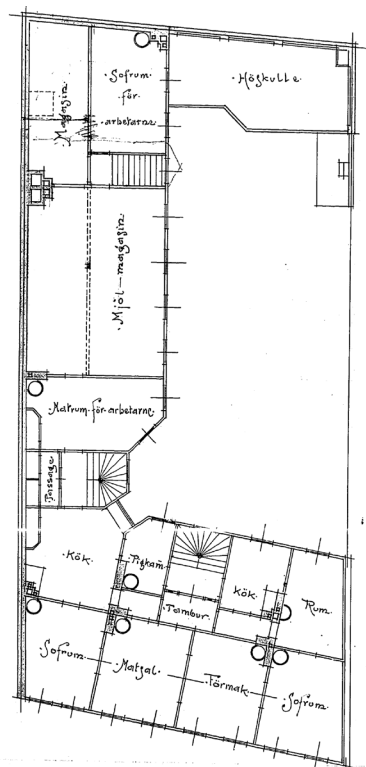 Sofrum
för
arbetarne
Höskulle
Magasin
Mjöl-magasin
Matrum för arbetarne
Passage
Kök
Pigkam̄
Tambur
Kök
Rum
Sofrum
Matsal
Förmak
Sofrum